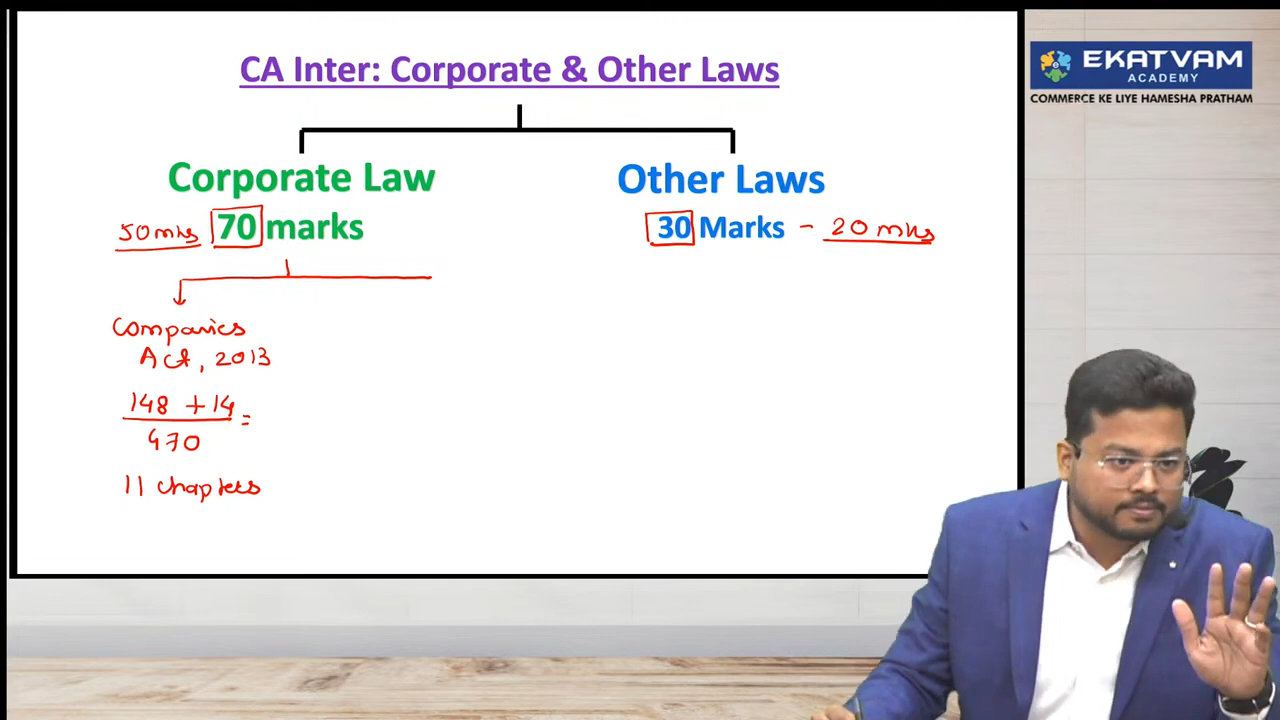 CA Inter: Corporate & Other Laws
EKATVAM
ACADEMY
COMMERCE KE LIYE HAMESHA PRATHAM
Corporate Law
Other Laws
50 mks 70 marks
30 Marks - 20 mks
Companies
Act, 2013
148 + 14 =
470
11 chapters